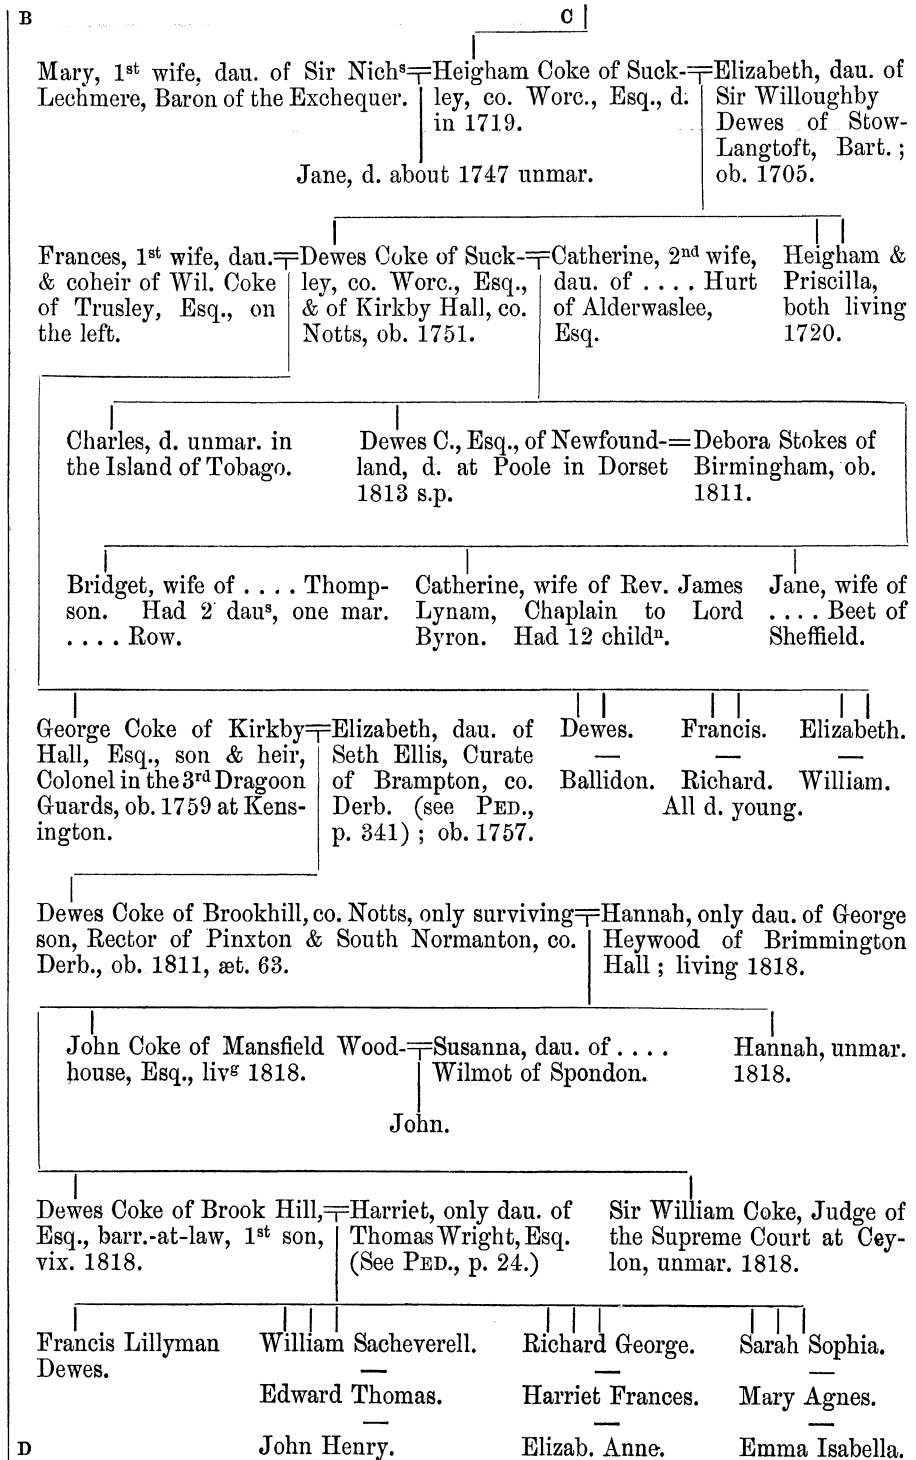 B
C
Mary, 1st wife, dau. of Sir Nichs
Lechmere, Baron of the Exchequer.
Heigham Coke of Suck-
ley, co. Worc., Esq., d.
in 1719.
Elizabeth, dau. of
Sir Willoughby
Dewes of Stow-
Langtoft, Bart. ;
ob. 1705.
Jane, d. about 1747 unmar.
Frances, 1st wife, dau.
& coheir of Wil. Coke
of Trusley, Esq., on
the left.
Dewes Coke of Suck-
ley, co. Worc., Esq.,
& of Kirkby Hall, co.
Notts, ob. 1751.
Catherine, 2nd wife,
dau. of .... Hurt
of Alderwaslee,
Esq.
Heigham &
Priscilla,
both living
1720.
Charles, d. unmar. in
the Island of Tobago.
Dewes C., Esq., of Newfound-
land, d. at Poole in Dorset
1813 s.p.
Debora Stokes of
Birmingham, ob.
1811.
Bridget, wife of .... Thomp-
son. Had 2 daus, one mar.
.... Row.
Catherine, wife of Rev. James
Lynam, Chaplain to Lord
Byron. Had 12 childn.
Jane, wife of
.... Beet of
Sheffield.
George Coke of Kirkby
Hall, Esq., son & heir,
Colonel in the 3rd Dragoon
Guards, ob. 1759 at Kens-
ington.
Elizabeth, dau. of
Seth Ellis, Curate
of Brampton, co.
Derb. (see PED.,
p. 341) ; ob. 1757.
Dewes. Francis. Elizabeth.
Ballidon. Richard. William.
All d. young.
Dewes Coke of Brookhill, co. Notts, only surviving
son, Rector of Pinxton & South Normanton, co.
Derb., ob. 1811, æt. 63.
Hannah, only dau. of George
Heywood of Brimmington
Hall ; living 1818.
John Coke of Mansfield Wood-
house, Esq., livg 1818.
Susanna, dau. of ....
Wilmot of Spondon.
Hannah, unmar.
1818.
John.
Dewes Coke of Brook Hill,
Esq., barr.-at-law, 1st son,
vix. 1818.
Harriet, only dau. of
Thomas Wright, Esq.
(See PED., p. 24.)
Sir William Coke, Judge of
the Supreme Court at Cey-
lon, unmar. 1818.
Francis Lillyman
Dewes.
William Sacheverell.
Edward Thomas.
John Henry.
Richard George.
Harriet Frances.
Elizab. Anne.
Sarah Sophia.
Mary Agnes.
Emma Isabella.
D